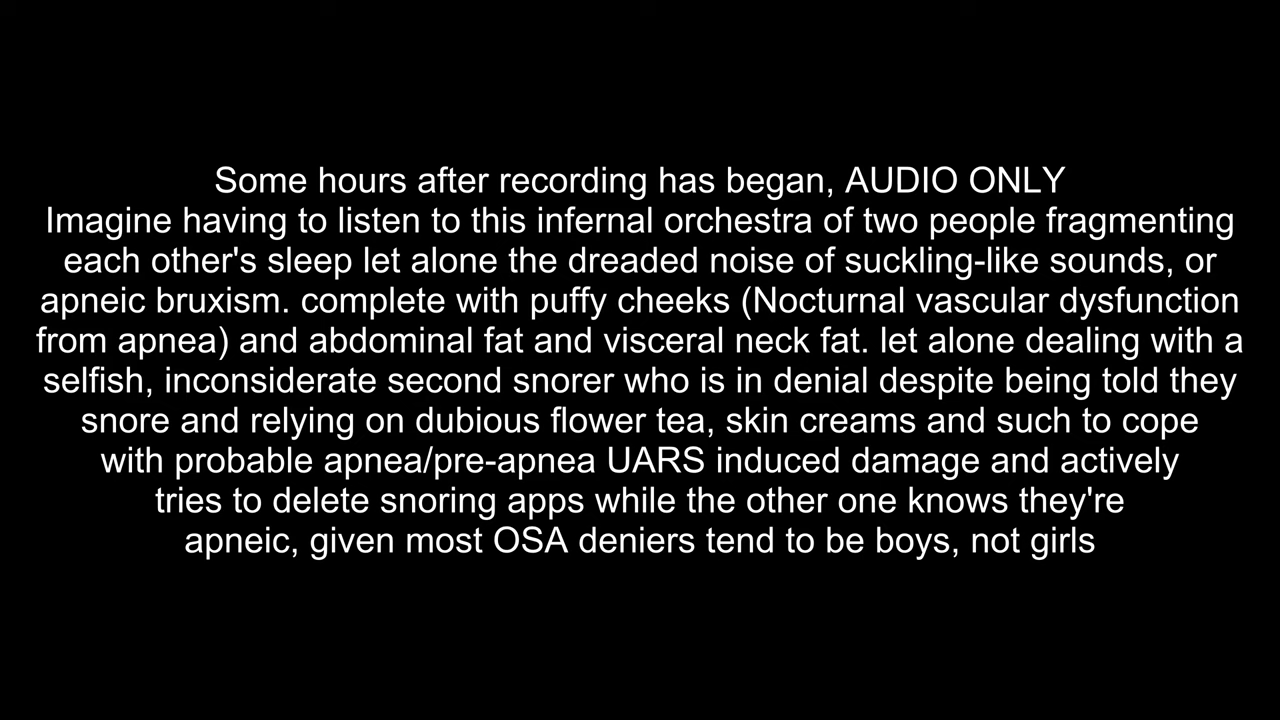 Some hours after recording has began, AUDIO ONLY
Imagine having to listen to this infernal orchestra of two people fragmenting
each other's sleep let alone the dreaded noise of suckling-like sounds, or
apneic bruxism. complete with puffy cheeks (Nocturnal vascular dysfunction
from apnea) and abdominal fat and visceral neck fat. let alone dealing with a
selfish, inconsiderate second snorer who is in denial despite being told they
snore and relying on dubious flower tea, skin creams and such to cope
with probable apnea/pre-apnea UARS induced damage and actively
tries to delete snoring apps while the other one knows they're
apneic, given most OSA deniers tend to be boys, not girls